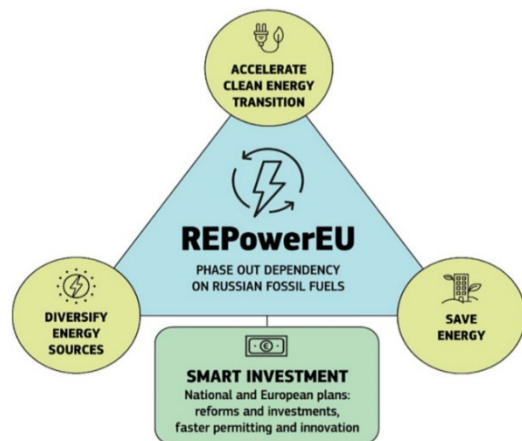 ACCELERATE
CLEAN ENERGY
TRANSITION
REPowerEU
PHASE OUT DEPENDENCY
ON RUSSIAN FOSSIL FUELS
DIVERSIFY
ENERGY
SOURCES
SAVE
ENERGY
€
SMART INVESTMENT
National and European plans:
reforms and investments,
faster permitting and innovation